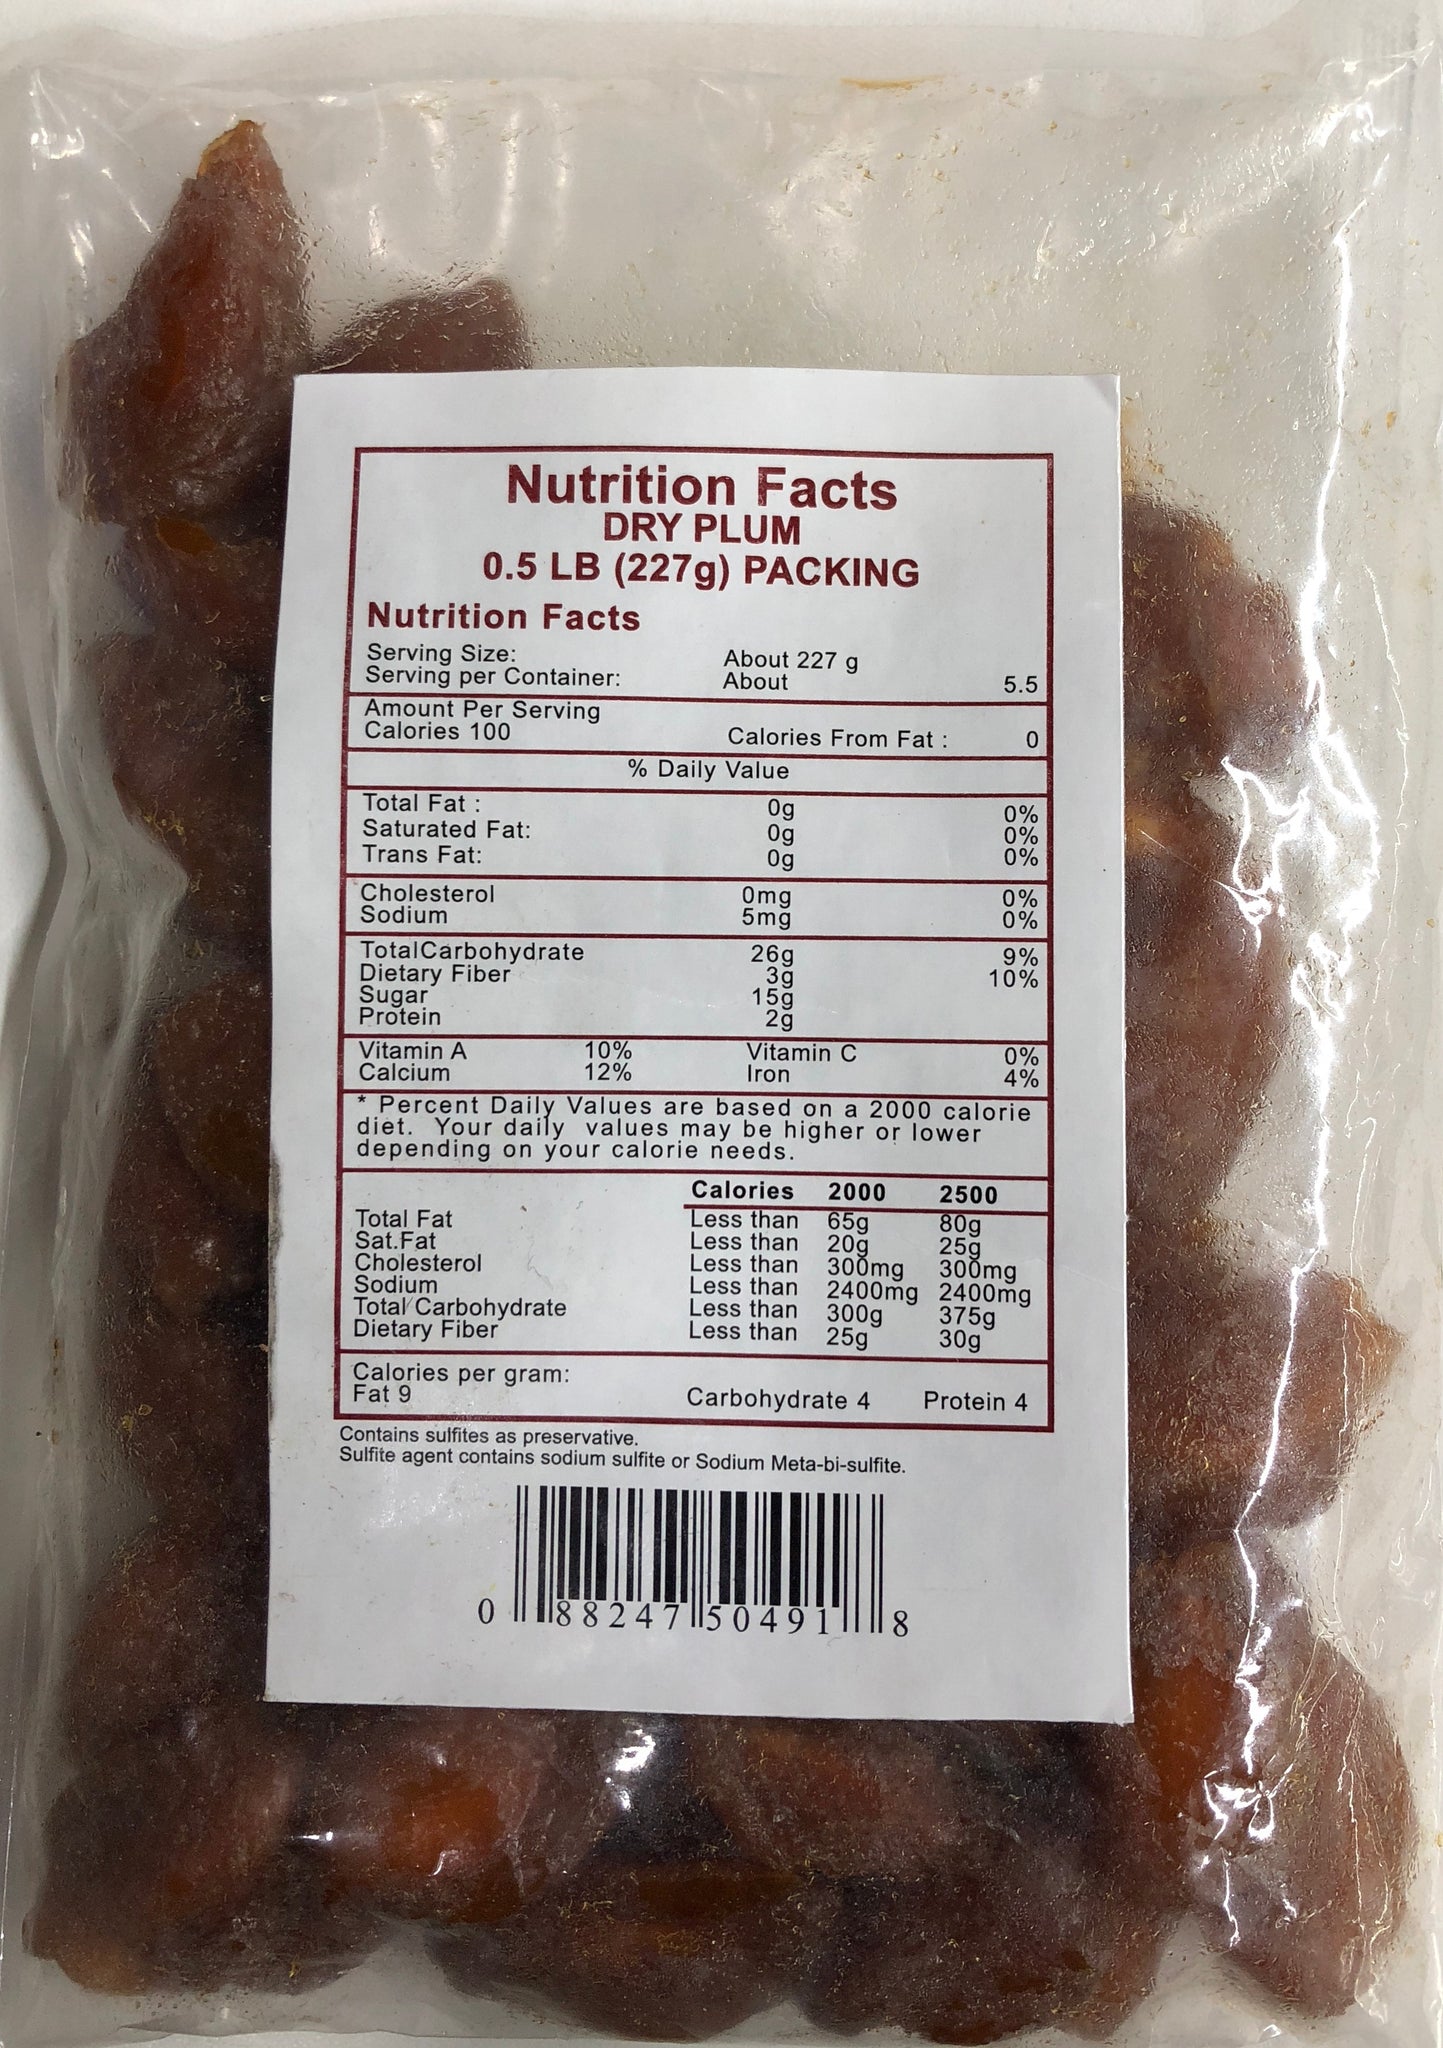 Nutrition Facts
DRY PLUM
0.5 LB (227g) PACKING
Nutrition Facts
Serving Size: About 227 g
Serving per Container: About 5.5
Amount Per Serving
Calories 100 Calories From Fat : 0
% Daily Value
Total Fat : 0g 0%
Saturated Fat: 0g 0%
Trans Fat: 0g 0%
Cholesterol 0mg 0%
Sodium 5mg 0%
TotalCarbohydrate 26g 9%
Dietary Fiber 3g 10%
Sugar 15g
Protein 2g
Vitamin A 10% Vitamin C 0%
Calcium 12% Iron 4%
* Percent Daily Values are based on a 2000 calorie
diet. Your daily values may be higher or lower
depending on your calorie needs.
Calories 2000 2500
Total Fat Less than 65g 80g
Sat.Fat Less than 20g 25g
Cholesterol Less than 300mg 300mg
Sodium Less than 2400mg 2400mg
Total Carbohydrate Less than 300g 375g
Dietary Fiber Less than 25g 30g
Calories per gram:
Fat 9 Carbohydrate 4 Protein 4
Contains sulfites as preservative.
Sulfite agent contains sodium sulfite or Sodium Meta-bi-sulfite.
0 88247 50491 8